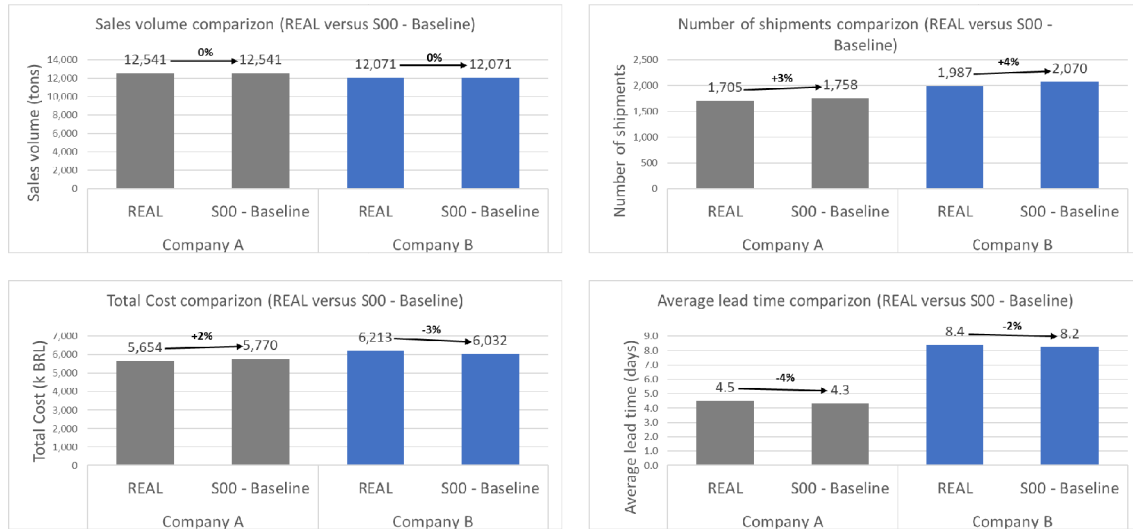 Sales volume comparizon (REAL versus S00 - Baseline)
Sales volume (tons)
14,000
12,000
10,000
8,000
6,000
4,000
2,000
0
12,541
0%
12,541
12,071
0%
12,071
REAL
S00 - Baseline
REAL
S00 - Baseline
Company A
Company B
Number of shipments comparizon (REAL versus S00 -
Baseline)
Number of shipments
2,500
2,000
1,500
1,000
500
0
1,705
+3%
1,758
1,987
+4%
2,070
REAL
S00 - Baseline
REAL
S00 - Baseline
Company A
Company B
Total Cost comparizon (REAL versus S00 - Baseline)
Total Cost (k BRL)
7,000
6,000
5,000
4,000
3,000
2,000
1,000
0
5,654
+2%
5,770
6,213
-3%
6,032
REAL
S00 - Baseline
REAL
S00 - Baseline
Company A
Company B
Average lead time comparizon (REAL versus S00 - Baseline)
Average lead time (days)
9.0
8.0
7.0
6.0
5.0
4.0
3.0
2.0
1.0
0.0
4.5
-4%
4.3
8.4
-2%
8.2
REAL
S00 - Baseline
REAL
S00 - Baseline
Company A
Company B